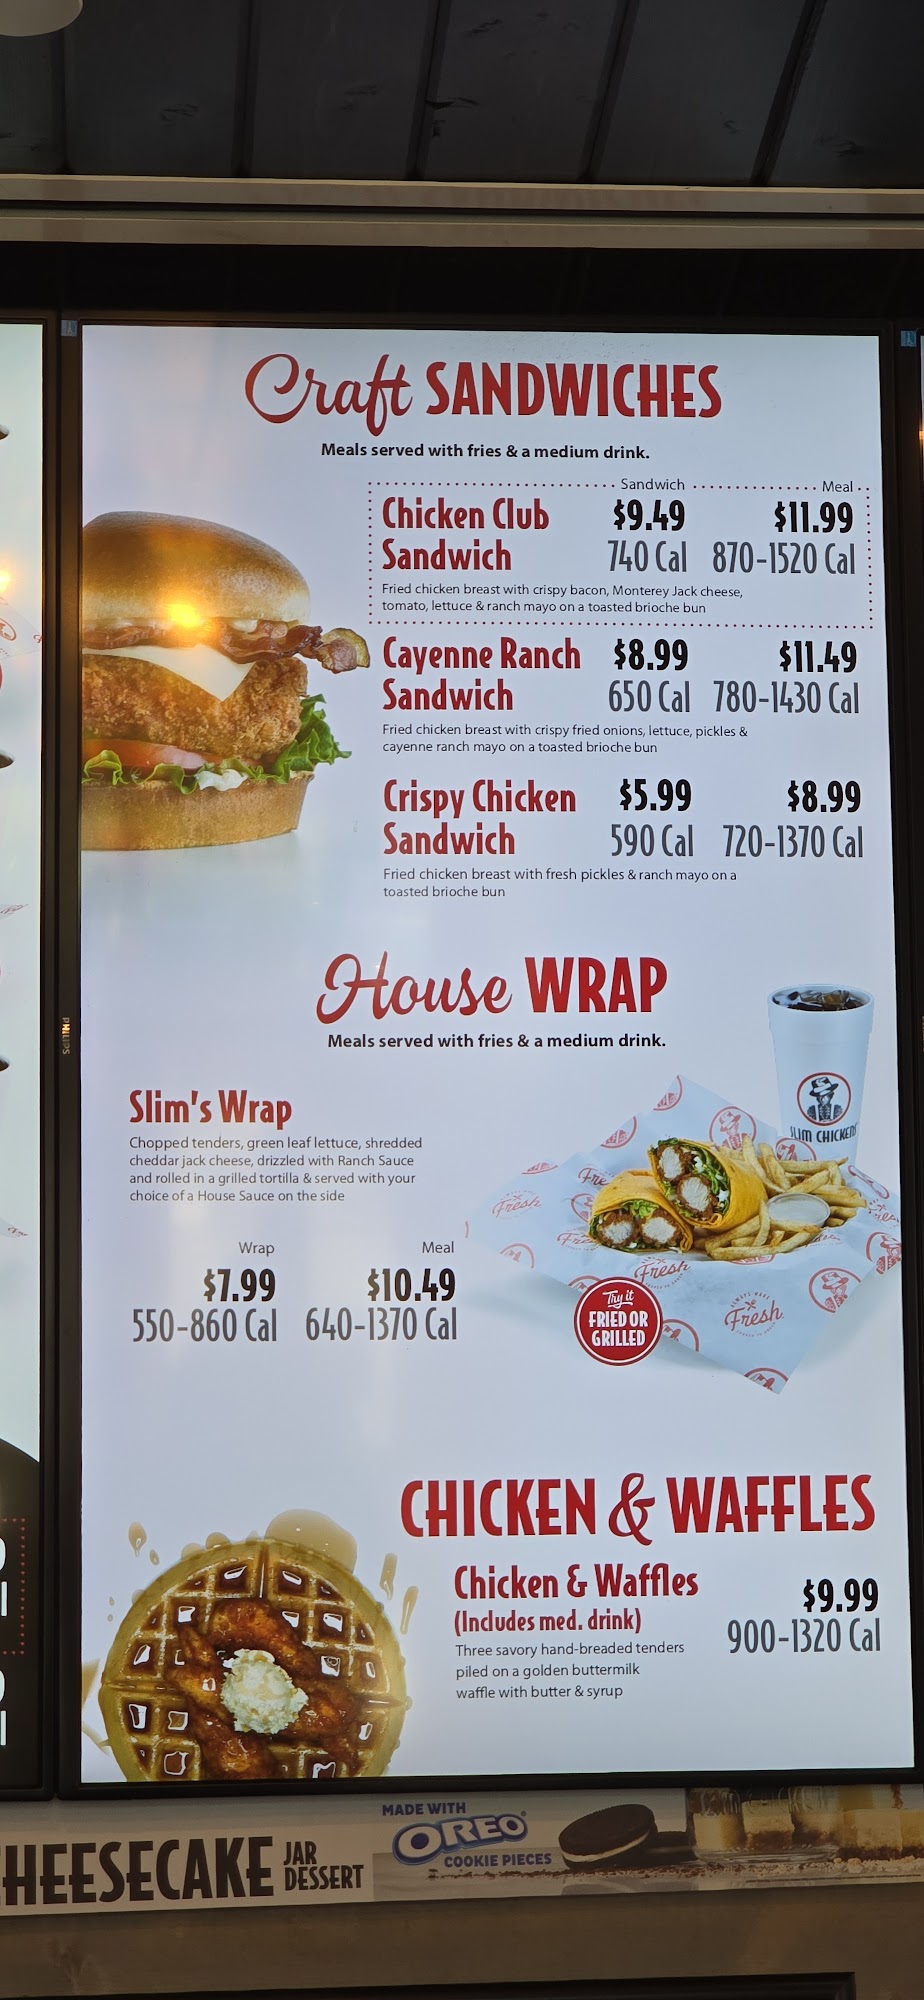 Craft SANDWICHES
Meals served with fries & a medium drink.
Sandwich Meal
Chicken Club $9.49 $11.99
Sandwich 740 Cal 870-1520 Cal
Fried chicken breast with crispy bacon, Monterey Jack cheese,
tomato, lettuce & ranch mayo on a toasted brioche bun
Cayenne Ranch $8.99 $11.49
Sandwich 650 Cal 780-1430 Cal
Fried chicken breast with crispy fried onions, lettuce, pickles &
cayenne ranch mayo on a toasted brioche bun
Crispy Chicken $5.99 $8.99
Sandwich 590 Cal 720-1370 Cal
Fried chicken breast with fresh pickles & ranch mayo on a
toasted brioche bun
House WRAP
Meals served with fries & a medium drink.
PHILIPS
Slim's Wrap
Chopped tenders, green leaf lettuce, shredded
cheddar jack cheese, drizzled with Ranch Sauce
and rolled in a grilled tortilla & served with your
choice of a House Sauce on the side
Wrap Meal
$7.99 $10.49
550-860 Cal 640-1370 Cal
SLIM CHICKENS
Fresh
Fresh
Fresh
Try it
FRIED OR
GRILLED
CHICKEN & WAFFLES
Chicken & Waffles $9.99
(Includes med. drink) 900-1320 Cal
Three savory hand-breaded tenders
piled on a golden buttermilk
waffle with butter & syrup
HEESECAKE JAR
DESSERT
MADE WITH
OREO
COOKIE PIECES